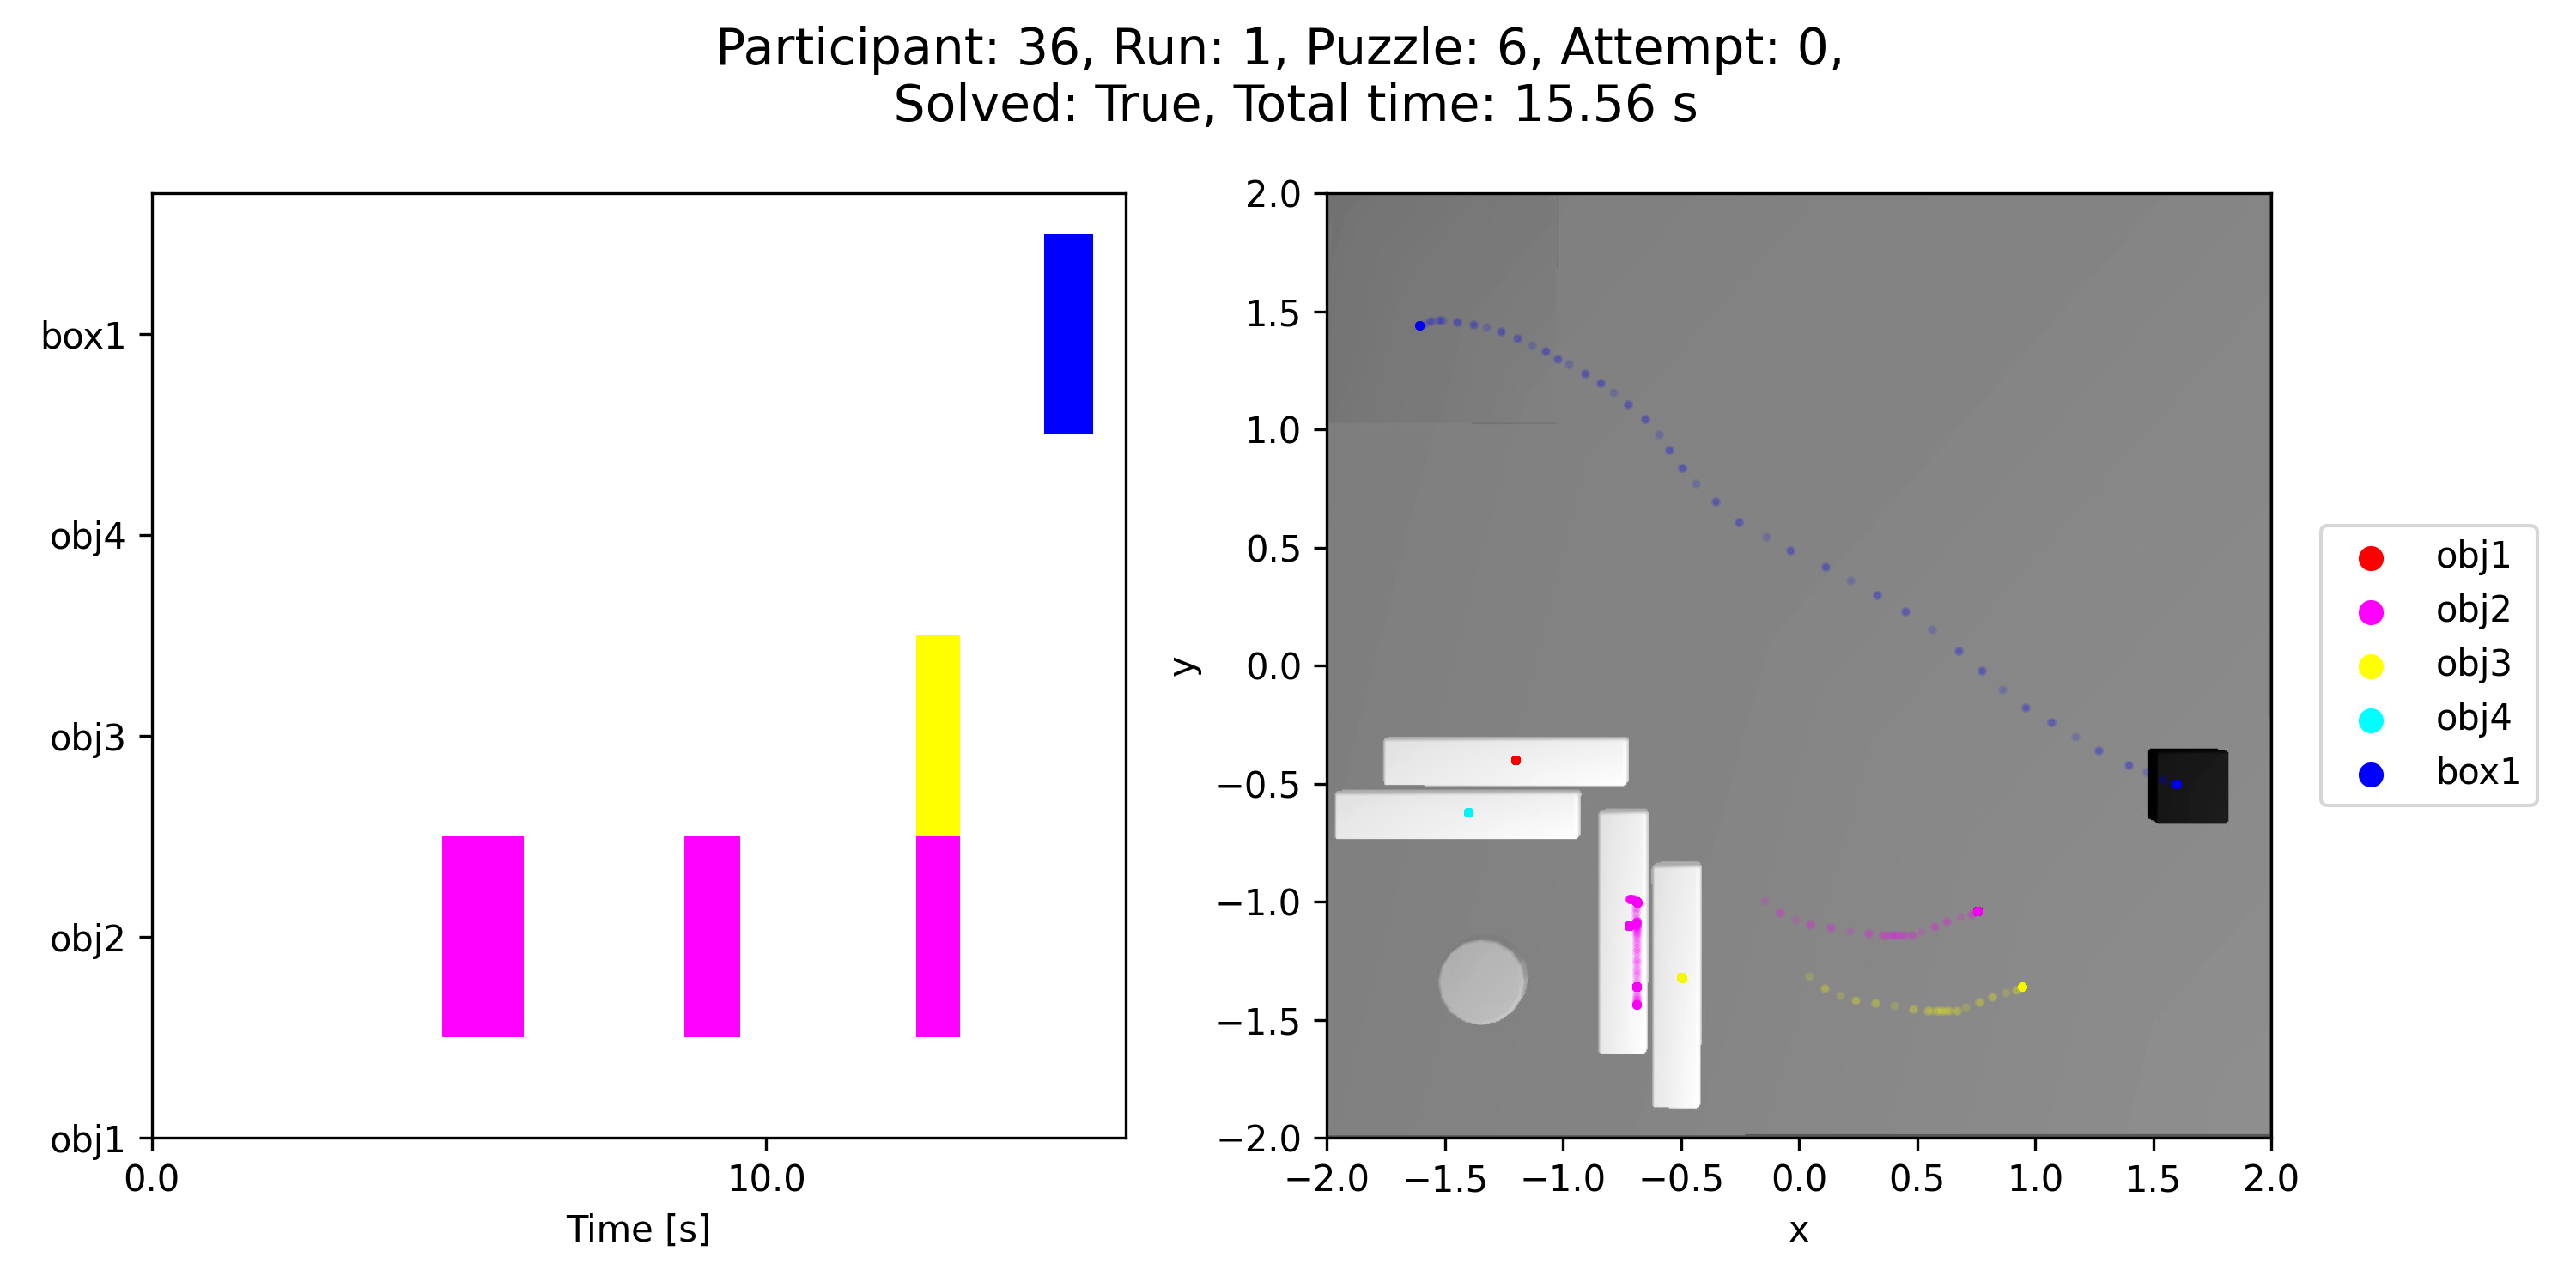 Participant: 36, Run: 1, Puzzle: 6, Attempt: 0,
Solved: True, Total time: 15.56 s
box1
obj4
obj3
obj2
obj1
0.0
10.0
Time [s]
2.0
1.5
1.0
0.5
0.0
−0.5
−1.0
−1.5
−2.0
y
−2.0
−1.5
−1.0
−0.5
0.0
0.5
1.0
1.5
2.0
x
obj1
obj2
obj3
obj4
box1